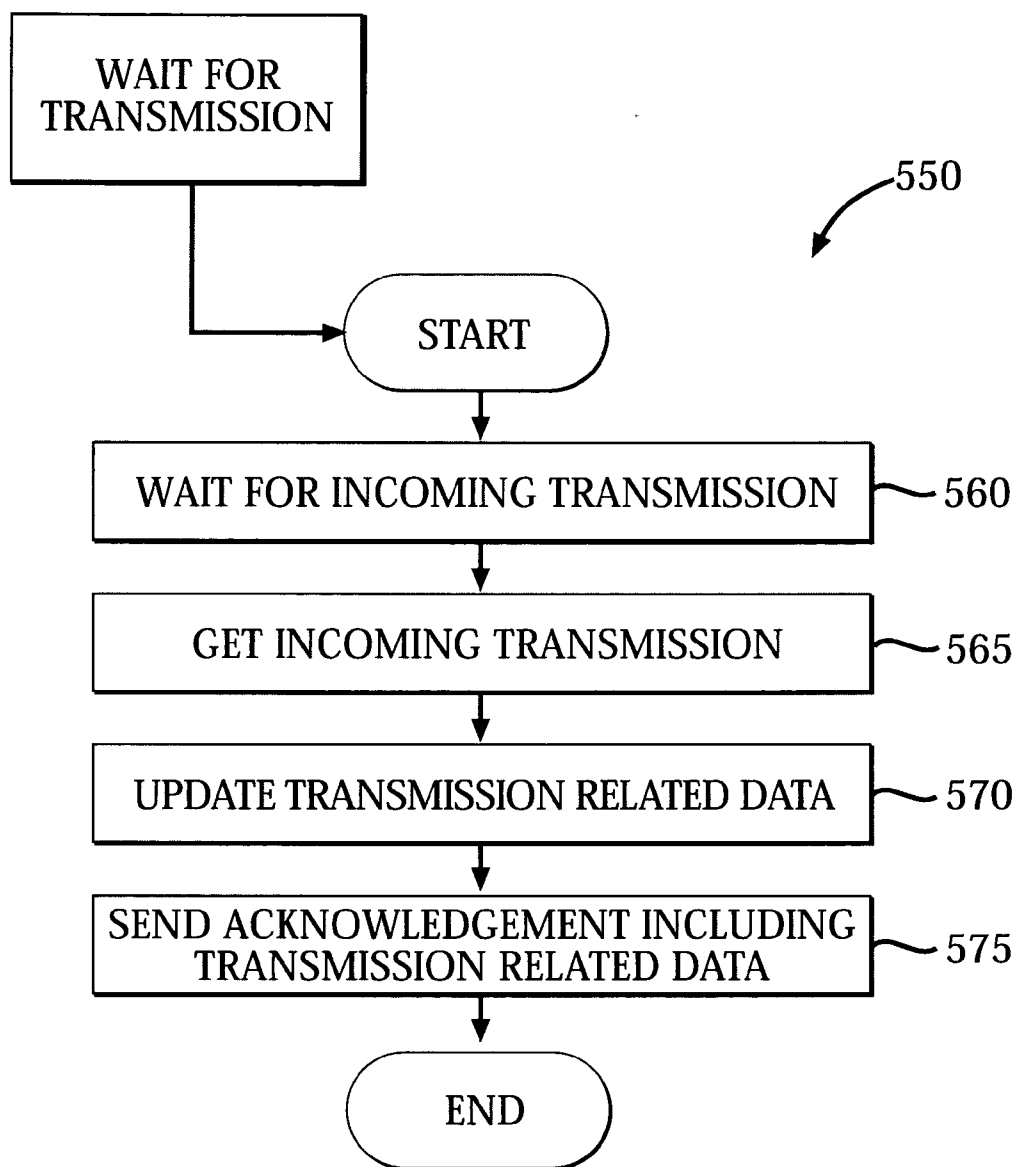 WAIT FOR
TRANSMISSION
550
START
WAIT FOR INCOMING TRANSMISSION
560
GET INCOMING TRANSMISSION
565
UPDATE TRANSMISSION RELATED DATA
570
SEND ACKNOWLEDGEMENT INCLUDING
TRANSMISSION RELATED DATA
575
END